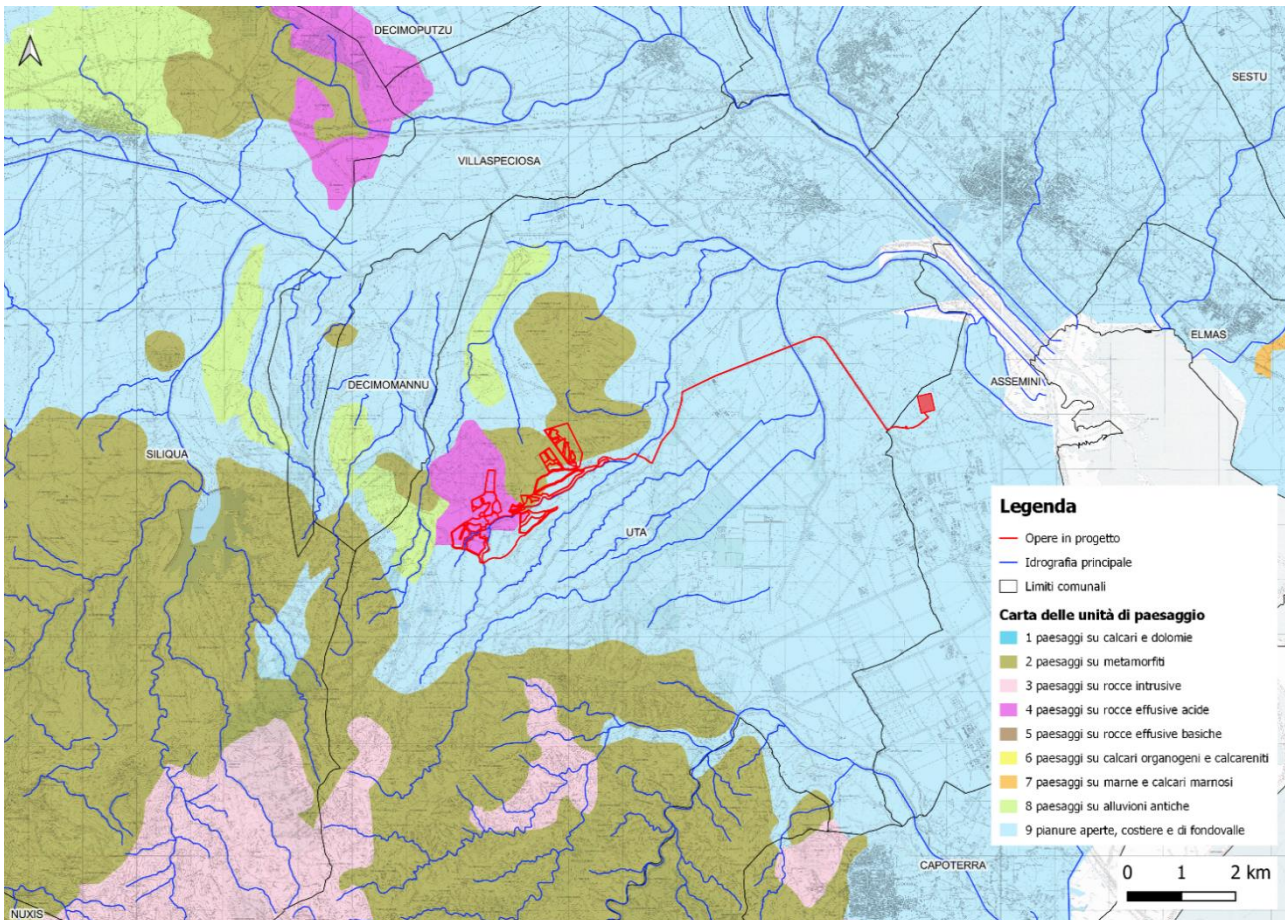 DECIMOPUTZU
SESTU
VILLASPECIOSA
ELMAS
DECIMOMANNU
ASSEMINI
SILIQUA
UTA
CAPOTERRA
NUXIS
Legenda
Opere in progetto
Idrografia principale
Limiti comunali
Carta delle unità di paesaggio
1 paesaggi su calcari e dolomie
2 paesaggi su metamorfiti
3 paesaggi su rocce intrusive
4 paesaggi su rocce effusive acide
5 paesaggi su rocce effusive basiche
6 paesaggi su calcari organogeni e calcareniti
7 paesaggi su marne e calcari marnosi
8 paesaggi su alluvioni antiche
9 pianure aperte, costiere e di fondovalle
0 1 2 km